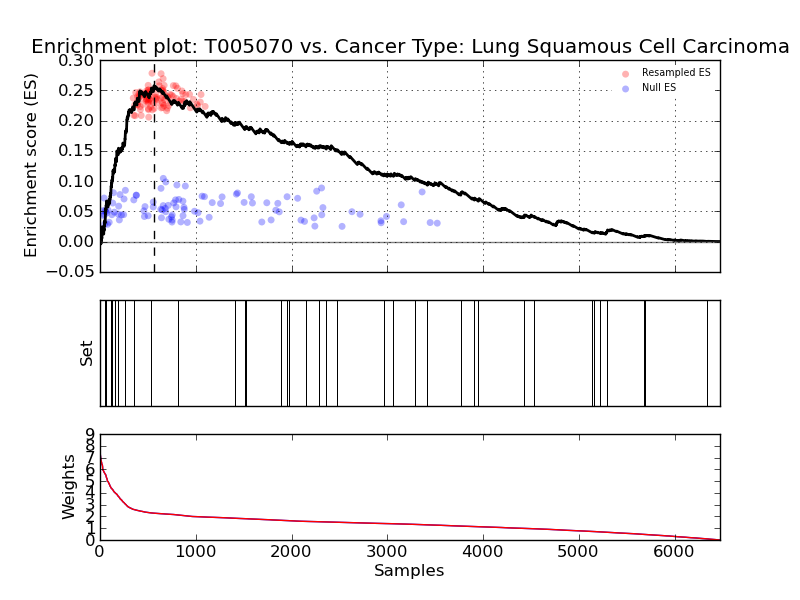 Enrichment plot: T005070 vs. Cancer Type: Lung Squamous Cell Carcinoma
0.30
0.25
0.20
0.15
0.10
0.05
0.00
−0.05
Enrichment score (ES)
Resampled ES
Null ES
Set
9
8
7
6
5
4
3
2
1
0
Weights
0 1000 2000 3000 4000 5000 6000
Samples